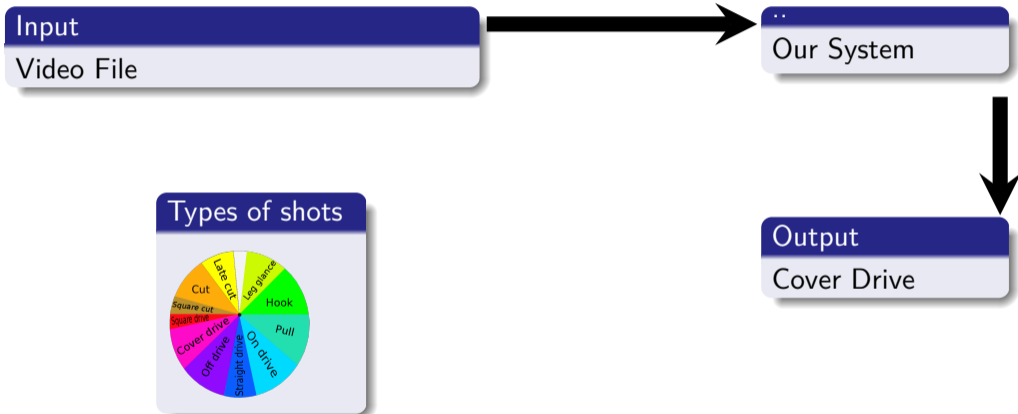 Input
Video File
..
Our System
Types of shots
Late cut
Leg glance
Cut
Hook
Square cut
Square drive
Pull
Cover drive
On drive
Off drive
Straight drive
Output
Cover Drive